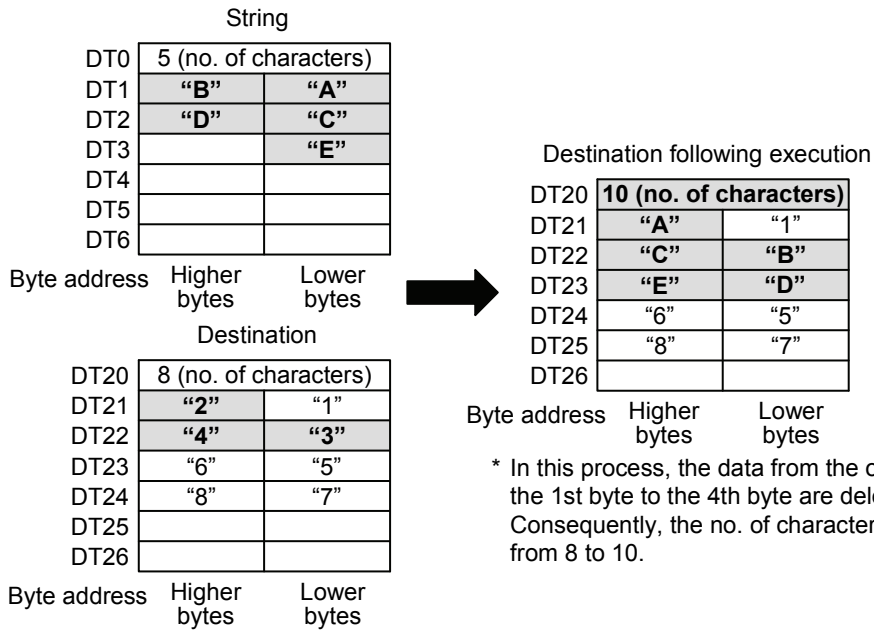 String
DT0 5 (no. of characters)
DT1 “B” “A”
DT2 “D” “C”
DT3 “E”
DT4
DT5
DT6
Byte address Higher bytes Lower bytes
Destination
DT20 8 (no. of characters)
DT21 “2” “1”
DT22 “4” “3”
DT23 “6” “5”
DT24 “8” “7”
DT25
DT26
Byte address Higher bytes Lower bytes
Destination following execution
DT20 10 (no. of characters)
DT21 “A” “1”
DT22 “C” “B”
DT23 “E” “D”
DT24 “6” “5”
DT25 “8” “7”
DT26
Byte address Higher bytes Lower bytes
* In this process, the data from the
the 1st byte to the 4th byte are
Consequently, the no. of
from 8 to 10.